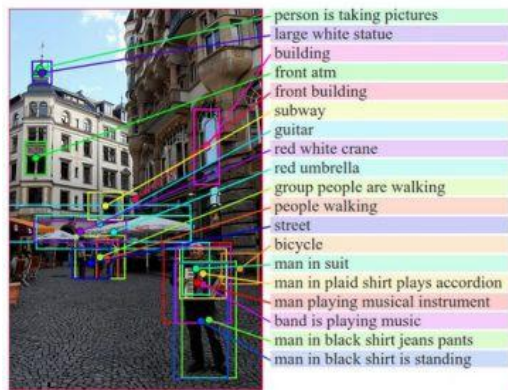 person is taking pictures
large white statue
building
front atm
front building
subway
guitar
red white crane
red umbrella
group people are walking
people walking
street
bicycle
man in suit
man in plaid shirt plays accordion
man playing musical instrument
band is playing music
man in black shirt jeans pants
man in black shirt is standing